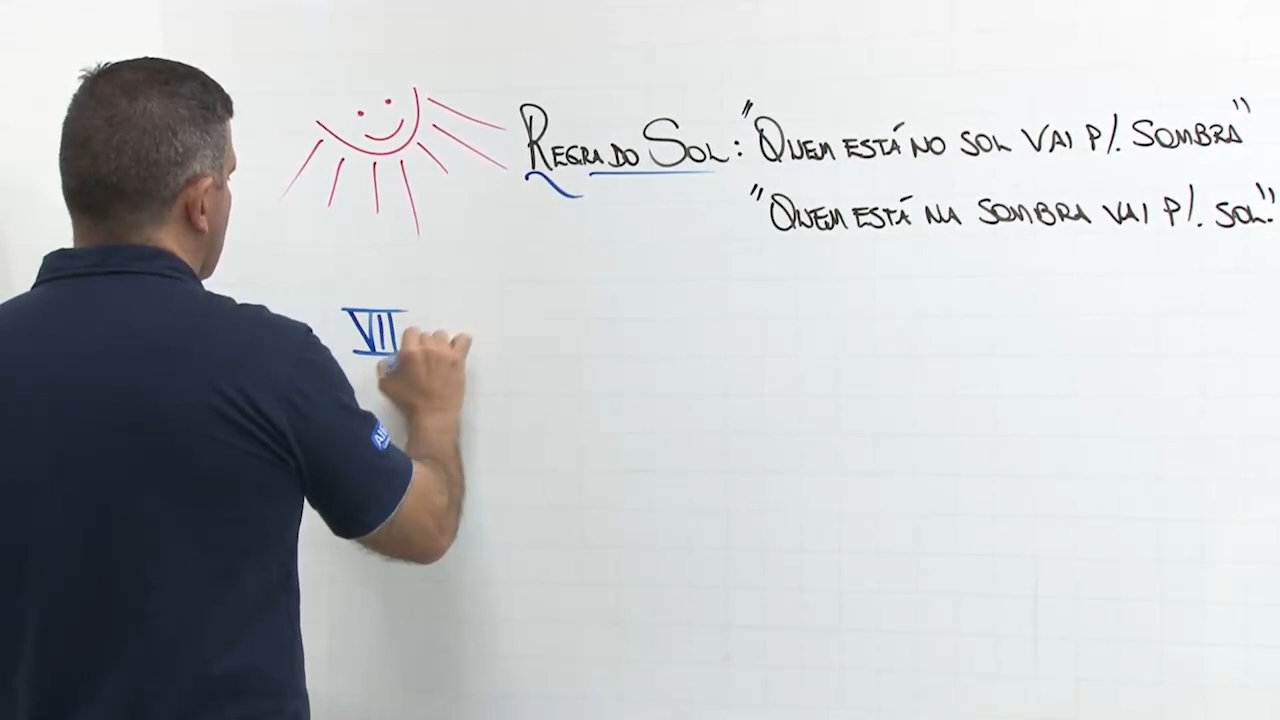 Regra do Sol: "Quem está no sol vai p/. sombra"
"Quem está na sombra vai p/. sol."
VII